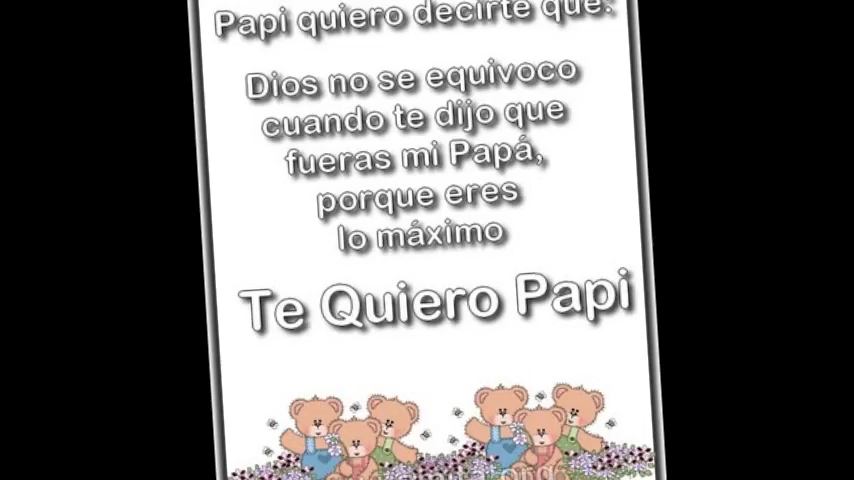 Papi quiero decirte que:
Dios no se equivoco
cuando te dijo que
fueras mi Papá,
porque eres
lo máximo
Te Quiero Papi